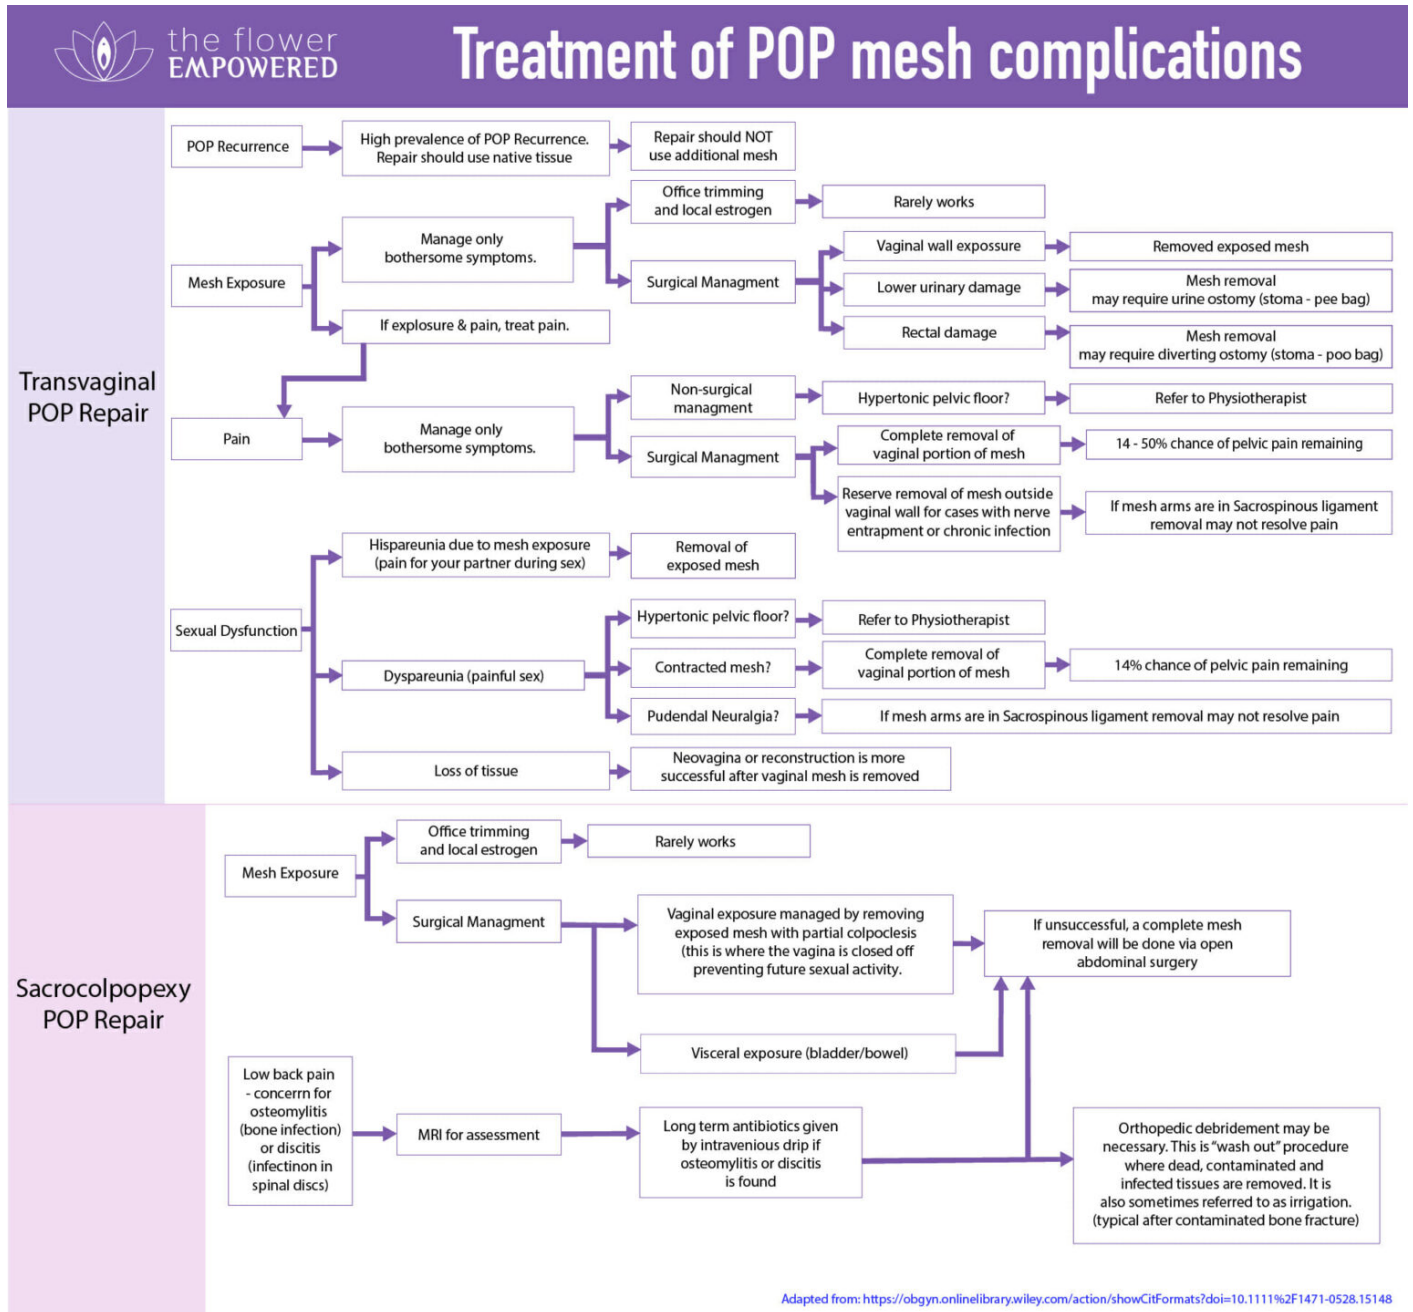 the flower
EMPOWERED
Treatment of POP mesh complications
Transvaginal
POP Repair
POP Recurrence
High prevalence of POP Recurrence.
Repair should use native tissue
Repair should NOT
use additional mesh
Mesh Exposure
Manage only
bothersome symptoms.
Office trimming
and local estrogen
Rarely works
Surgical Managment
Vaginal wall expossure
Removed exposed mesh
Lower urinary damage
Mesh removal
may require urine ostomy (stoma - pee bag)
Rectal damage
Mesh removal
may require diverting ostomy (stoma - poo bag)
If explosure & pain, treat pain.
Pain
Manage only
bothersome symptoms.
Non-surgical
managment
Hypertonic pelvic floor?
Refer to Physiotherapist
Surgical Managment
Complete removal of
vaginal portion of mesh
14 - 50% chance of pelvic pain remaining
Reserve removal of mesh outside
vaginal wall for cases with nerve
entrapment or chronic infection
If mesh arms are in Sacrospinous ligament
removal may not resolve pain
Sexual Dysfunction
Hispareunia due to mesh exposure
(pain for your partner during sex)
Removal of
exposed mesh
Dyspareunia (painful sex)
Hypertonic pelvic floor?
Refer to Physiotherapist
Contracted mesh?
Complete removal of
vaginal portion of mesh
14% chance of pelvic pain remaining
Pudendal Neuralgia?
If mesh arms are in Sacrospinous ligament removal may not resolve pain
Loss of tissue
Neovagina or reconstruction is more
successful after vaginal mesh is removed
Sacrocolpopexy
POP Repair
Mesh Exposure
Office trimming
and local estrogen
Rarely works
Surgical Managment
Vaginal exposure managed by removing
exposed mesh with partial colpoclesis
(this is where the vagina is closed off
preventing future sexual activity.
If unsuccessful, a complete mesh
removal will be done via open
abdominal surgery
Visceral exposure (bladder/bowel)
Low back pain
- concerrn for
osteomylitis
(bone infection)
or discitis
(infectinon in
spinal discs)
MRI for assessment
Long term antibiotics given
by intravenious drip if
osteomylitis or discitis
is found
Orthopedic debridement may be
necessary. This is “wash out” procedure
where dead, contaminated and
infected tissues are removed. It is
also sometimes referred to as irrigation.
(typical after contaminated bone fracture)
Adapted from: https://obgyn.onlinelibrary.wiley.com/action/showCitFormats?doi=10.1111%2F1471-0528.15148